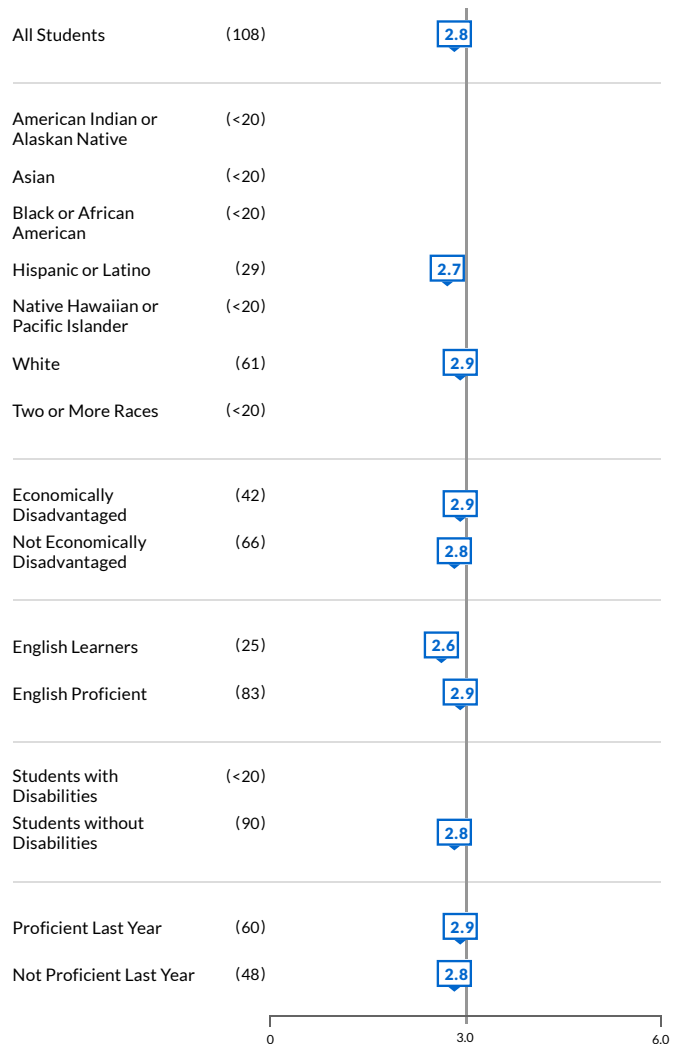 All Students (108) 2.8
American Indian or
Alaskan Native (<20)
Asian (<20)
Black or African
American (<20)
Hispanic or Latino (29) 2.7
Native Hawaiian or
Pacific Islander (<20)
White (61) 2.9
Two or More Races (<20)
Economically
Disadvantaged (42) 2.9
Not Economically
Disadvantaged (66) 2.8
English Learners (25) 2.6
English Proficient (83) 2.9
Students with
Disabilities (<20)
Students without
Disabilities (90) 2.8
Proficient Last Year (60) 2.9
Not Proficient Last Year (48) 2.8
0 3.0 6.0